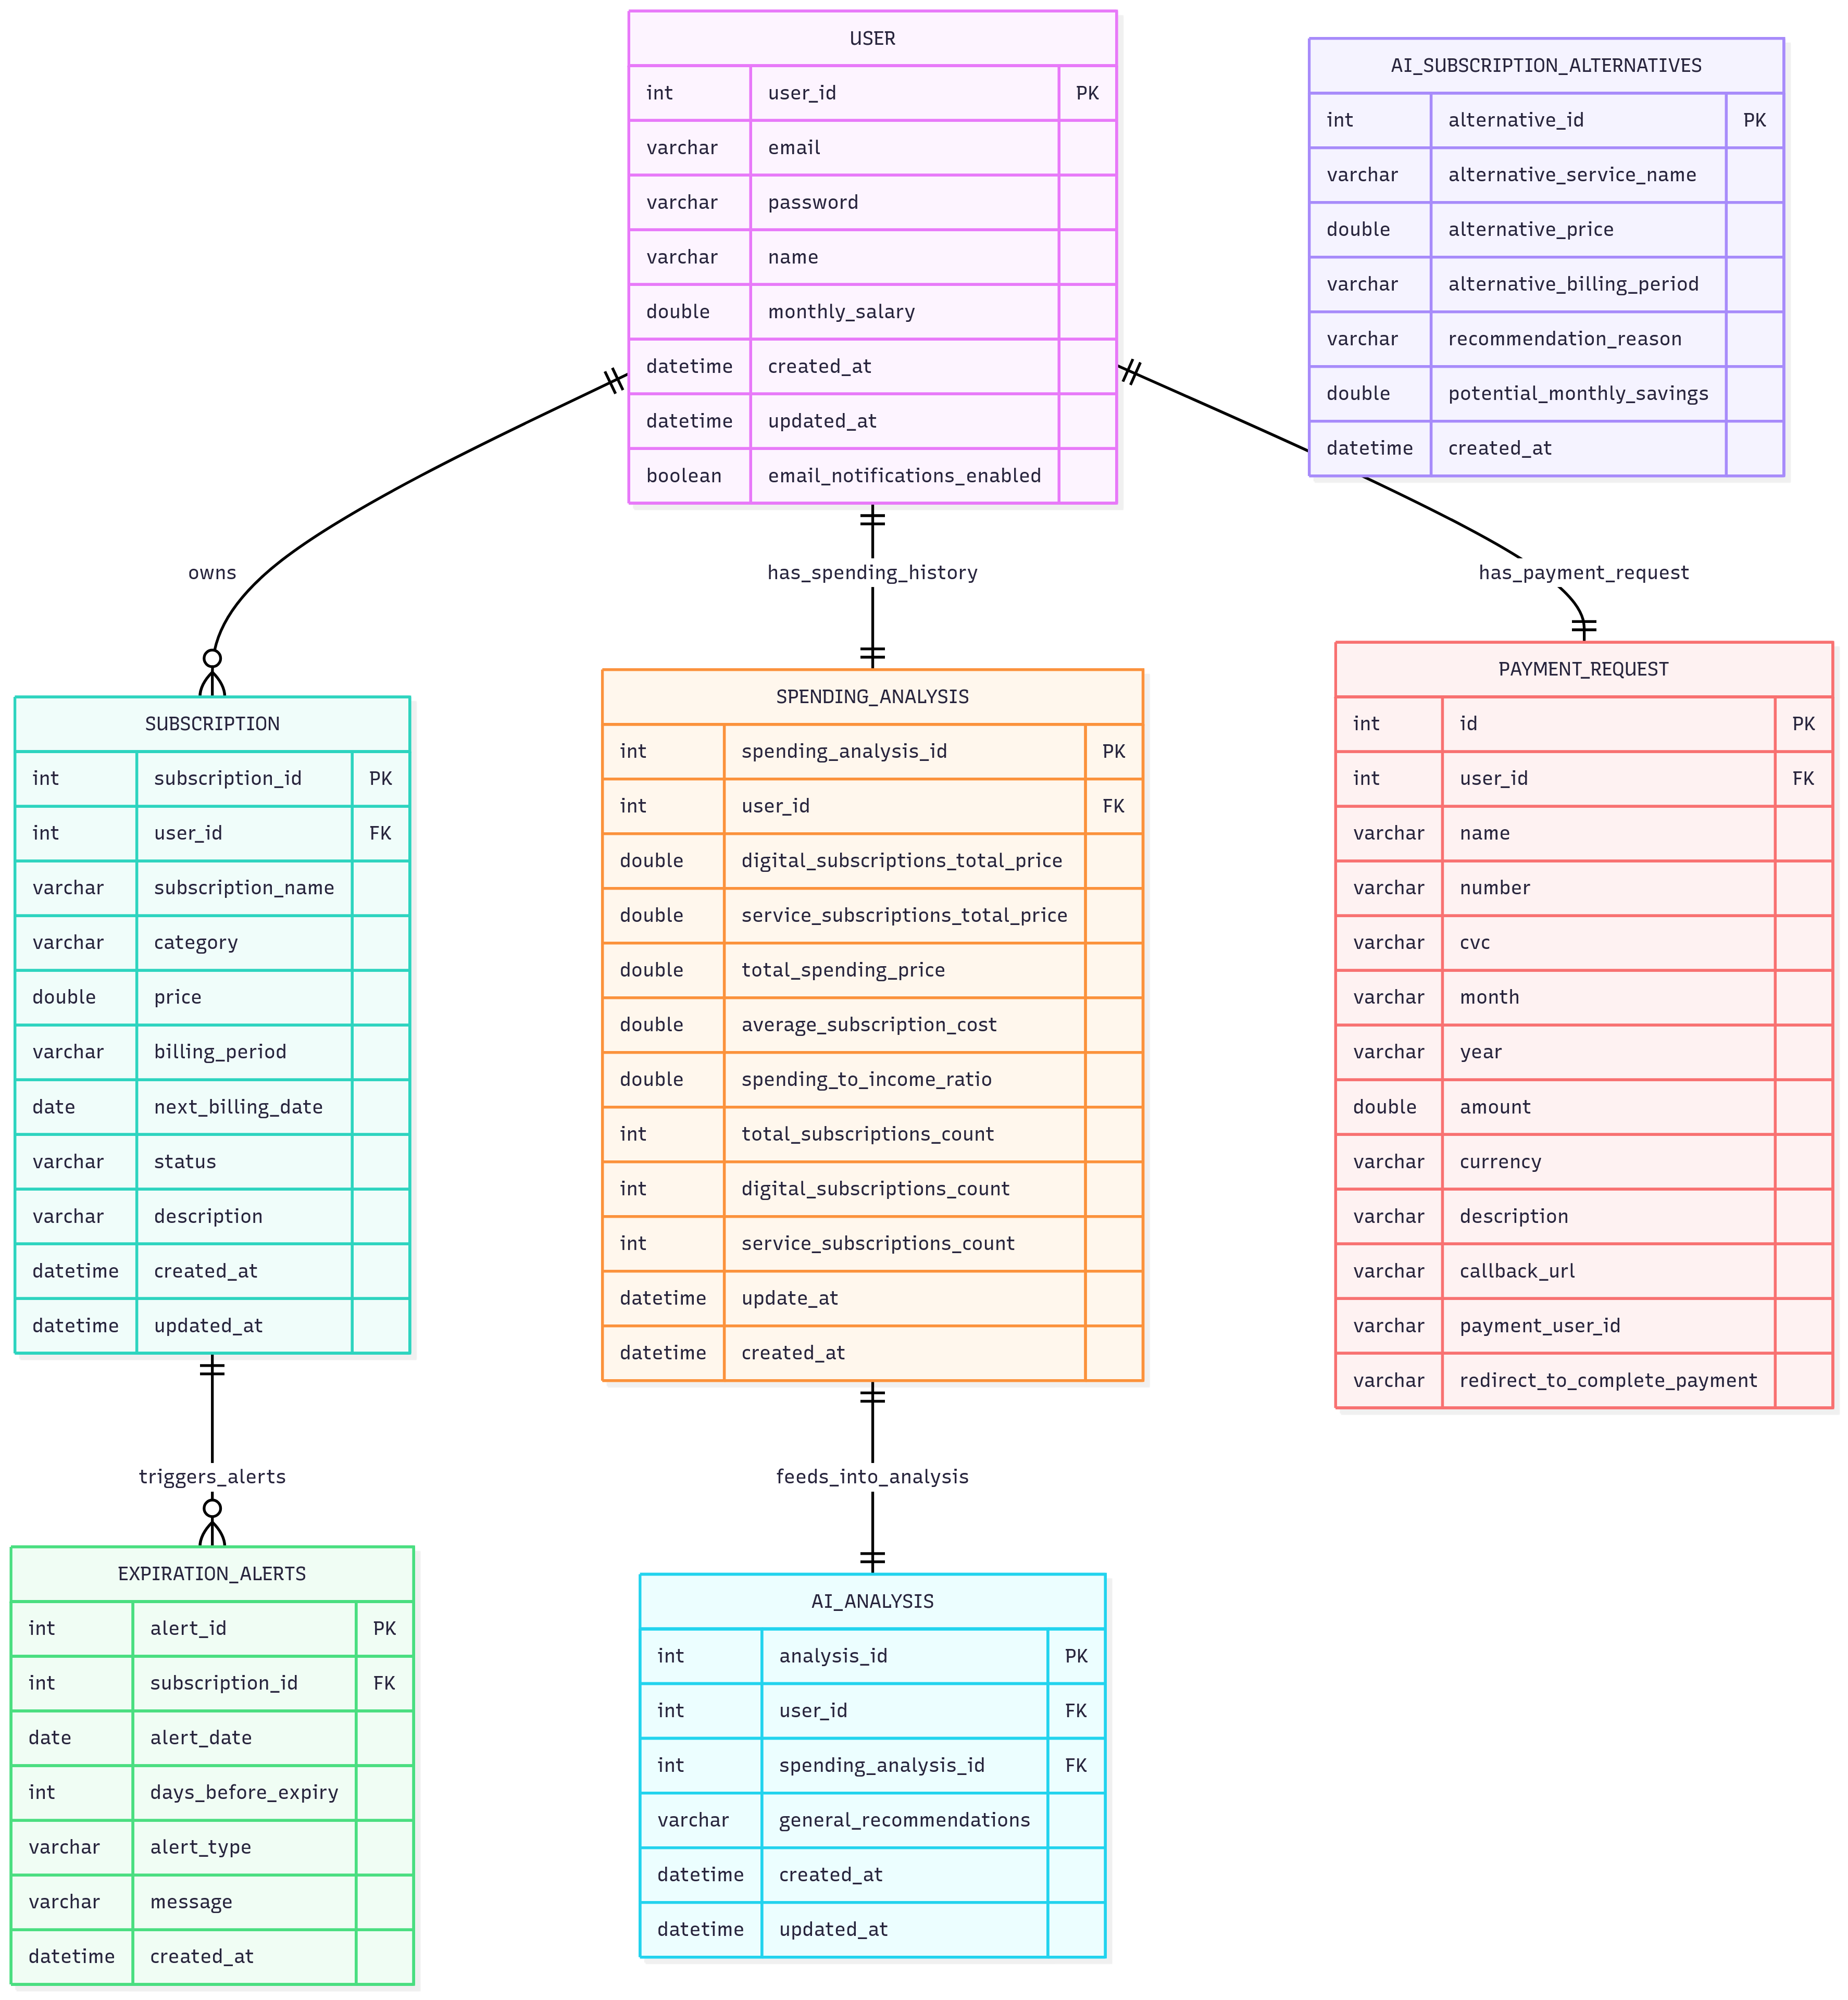 USER
int user_id PK
varchar email
varchar password
varchar name
double monthly_salary
datetime created_at
datetime updated_at
boolean email_notifications_enabled
AI_SUBSCRIPTION_ALTERNATIVES
int alternative_id PK
varchar alternative_service_name
double alternative_price
varchar alternative_billing_period
varchar recommendation_reason
double potential_monthly_savings
datetime created_at
owns
has_spending_history
has_payment_request
SUBSCRIPTION
int subscription_id PK
int user_id FK
varchar subscription_name
varchar category
double price
varchar billing_period
date next_billing_date
varchar status
varchar description
datetime created_at
datetime updated_at
SPENDING_ANALYSIS
int spending_analysis_id PK
int user_id FK
double digital_subscriptions_total_price
double service_subscriptions_total_price
double total_spending_price
double average_subscription_cost
double spending_to_income_ratio
int total_subscriptions_count
int digital_subscriptions_count
int service_subscriptions_count
datetime update_at
datetime created_at
PAYMENT_REQUEST
int id PK
int user_id FK
varchar name
varchar number
varchar cvc
varchar month
varchar year
double amount
varchar currency
varchar description
varchar callback_url
varchar payment_user_id
varchar redirect_to_complete_payment
triggers_alerts
feeds_into_analysis
EXPIRATION_ALERTS
int alert_id PK
int subscription_id FK
date alert_date
int days_before_expiry
varchar alert_type
varchar message
datetime created_at
AI_ANALYSIS
int analysis_id PK
int user_id FK
int spending_analysis_id FK
varchar general_recommendations
datetime created_at
datetime updated_at